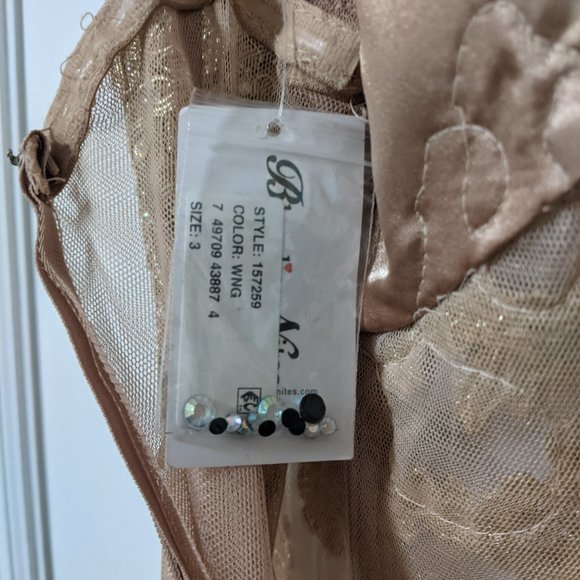 STYLE: 157259
COLOR: WNG
7 49709 43887 4
SIZE: 3
nites.com